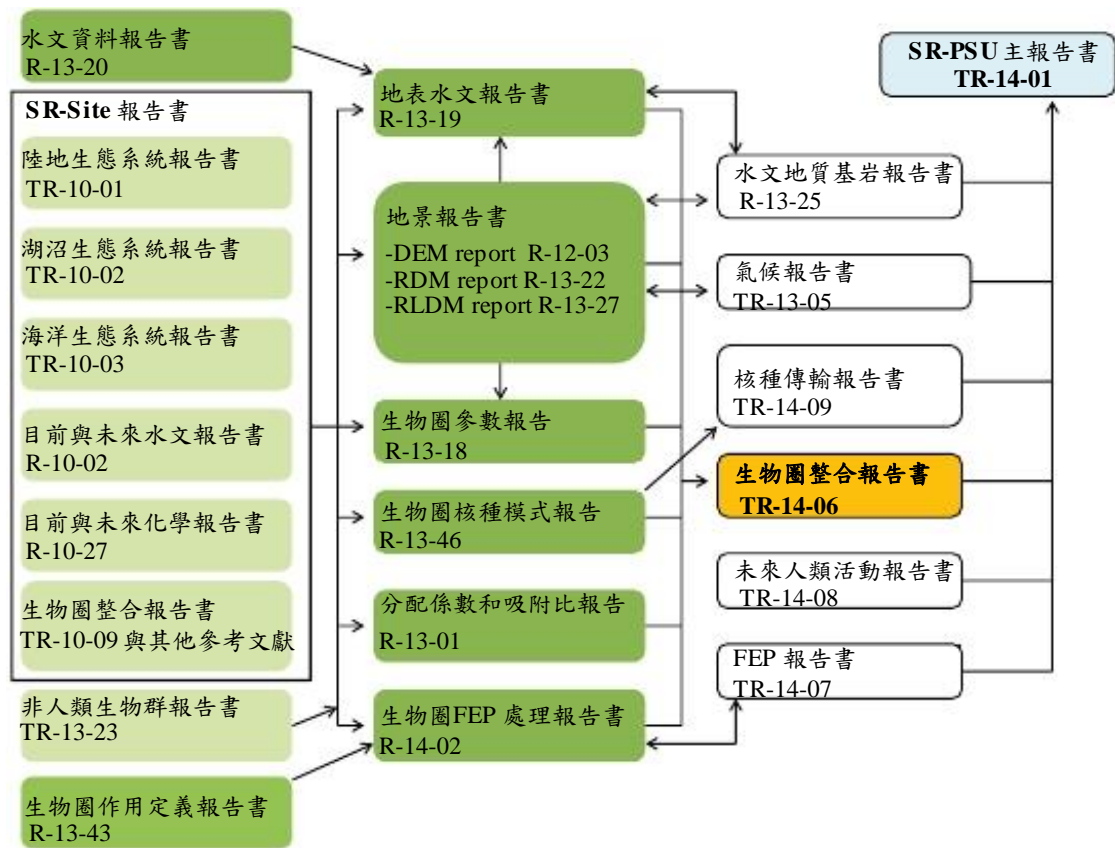 水文資料報告書
R-13-20
SR-Site 報告書
陸地生態系統報告書
TR-10-01
湖沼生態系統報告書
TR-10-02
海洋生態系統報告書
TR-10-03
目前與未來水文報告書
R-10-02
目前與未來化學報告書
R-10-27
生物圈整合報告書
TR-10-09 與其他參考文獻
非人類生物群報告書
TR-13-23
生物圈作用定義報告書
R-13-43
地表水文報告書
R-13-19
地景報告書
-DEM report R-12-03
-RDM report R-13-22
-RLDM report R-13-27
生物圈參數報告
R-13-18
生物圈核種模式報告
R-13-46
分配係數和吸附比報告
R-13-01
生物圈FEP 處理報告書
R-14-02
SR-PSU 主報告書
TR-14-01
水文地質基岩報告書
R-13-25
氣候報告書
TR-13-05
核種傳輸報告書
TR-14-09
生物圈整合報告書
TR-14-06
未來人類活動報告書
TR-14-08
FEP 報告書
TR-14-07